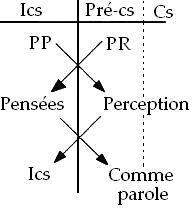 Ics Pré-cs Cs
PP PR
Pensées Perception
Ics Comme
parole